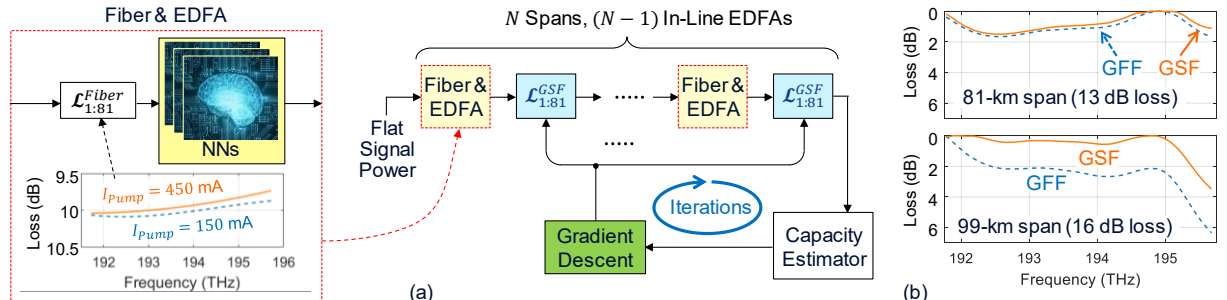 Fiber & EDFA
ℒ^{Fiber}_{1:81}
NNs
Loss (dB)
9.5
10
10.5
I_{Pump} = 450 mA
I_{Pump} = 150 mA
192 193 194 195 196
Frequency (THz)
N Spans, (N − 1) In-Line EDFAs
Fiber &
EDFA
ℒ^{GSF}_{1:81}
.....
Fiber &
EDFA
ℒ^{GSF}_{1:81}
Flat
Signal
Power
.....
Iterations
Gradient
Descent
Capacity
Estimator
(a)
(b)
Loss (dB)
0
2
4
6
GFF
GSF
81-km span (13 dB loss)
Loss (dB)
0
2
4
6
GSF
GFF
99-km span (16 dB loss)
192 193 194 195
Frequency (THz)